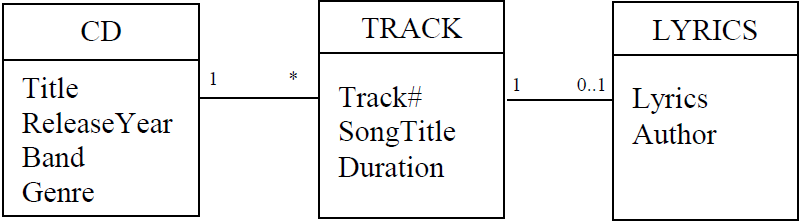 CD
Title
ReleaseYear
Band
Genre
1 *
TRACK
Track#
SongTitle
Duration
1 0..1
LYRICS
Lyrics
Author